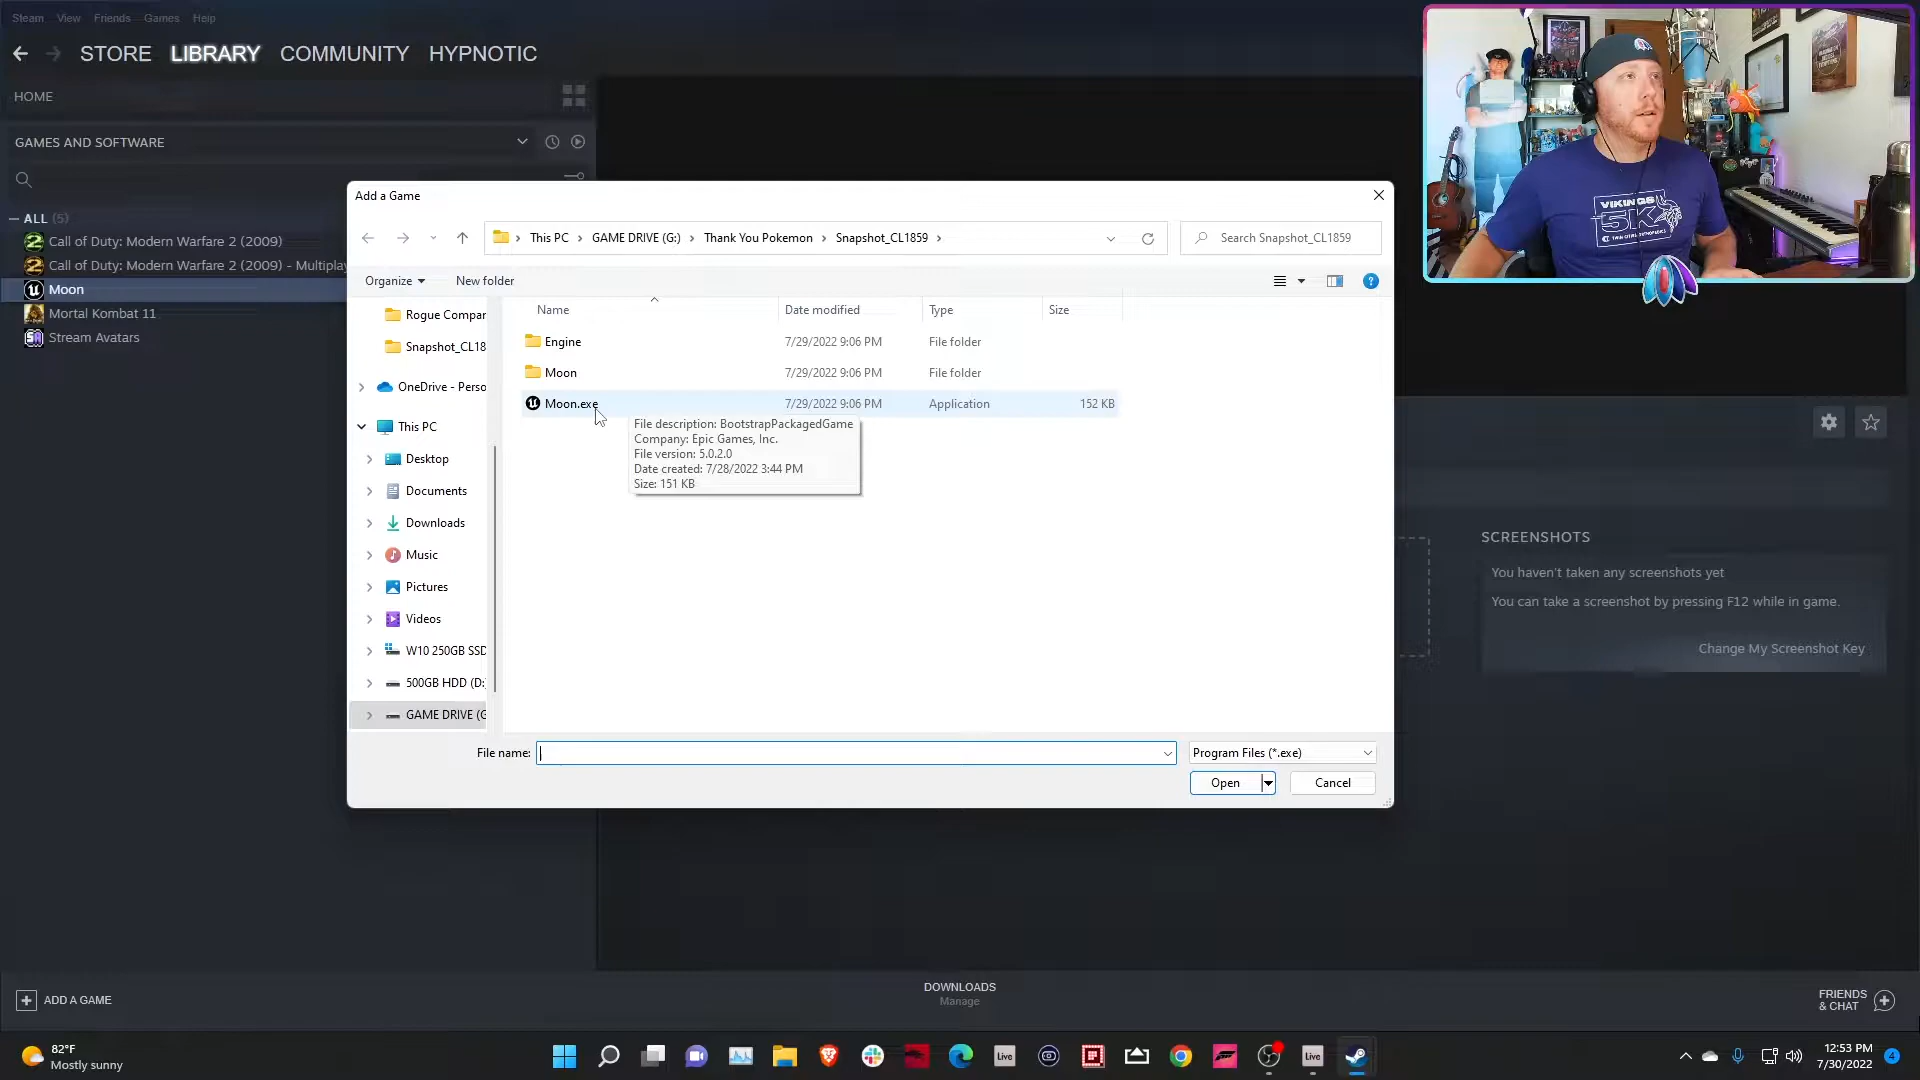 Steam View Friends Games Help
STORE LIBRARY COMMUNITY HYPNOTIC
HOME
GAMES AND SOFTWARE
ALL (5)
Call of Duty: Modern Warfare 2 (2009)
Call of Duty: Modern Warfare 2 (2009) - Multiplay
Moon
Mortal Kombat 11
Stream Avatars
Add a Game
This PC GAME DRIVE (G:) Thank You Pokemon Snapshot_CL1859
Search Snapshot_CL1859
Organize New folder
Rogue Compar
Snapshot_CL18
OneDrive - Perso
This PC
Desktop
Documents
Downloads
Music
Pictures
Videos
W10 250GB SSD
500GB HDD (D:
GAME DRIVE (G
Name Date modified Type Size
Engine 7/29/2022 9:06 PM File folder
Moon 7/29/2022 9:06 PM File folder
Moon.exe 7/29/2022 9:06 PM Application 152 KB
File description: BootstrapPackagedGame
Company: Epic Games, Inc.
File version: 5.0.2.0
Date created: 7/28/2022 3:44 PM
Size: 151 KB
File name: Program Files (*.exe)
Open Cancel
SCREENSHOTS
You haven't taken any screenshots yet
You can take a screenshot by pressing F12 while in game.
Change My Screenshot Key
VIKINGS
5K
TWIN CITIES ORTHOPEDICS
ADD A GAME
DOWNLOADS
Manage
FRIENDS
& CHAT
82°F
Mostly sunny
Live
Live
12:53 PM
7/30/2022
4